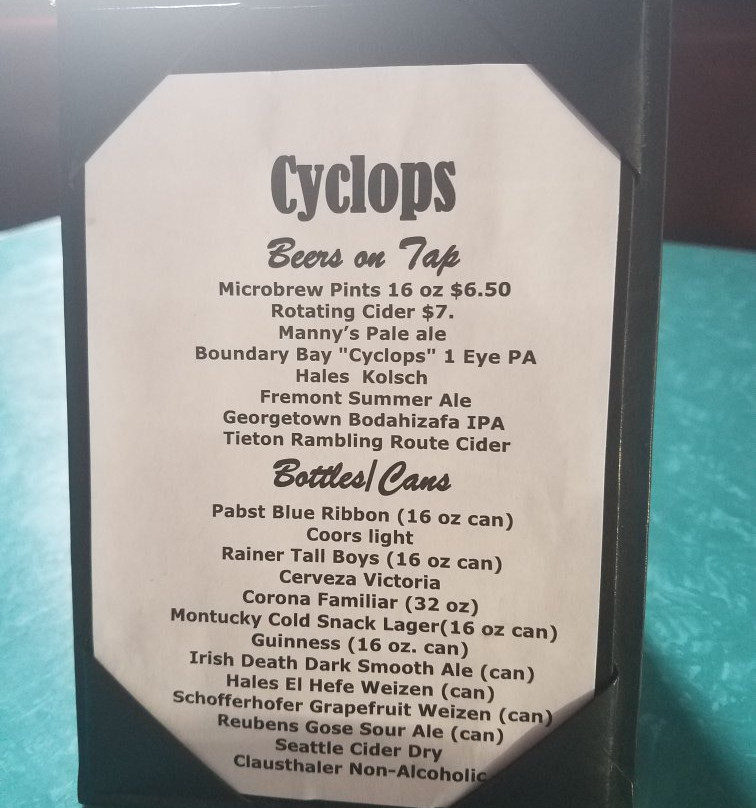 Cyclops
Beers on Tap
Microbrew Pints 16 oz $6.50
Rotating Cider $7.
Manny's Pale ale
Boundary Bay "Cyclops" 1 Eye PA
Hales Kolsch
Fremont Summer Ale
Georgetown Bodahizafa IPA
Tieton Rambling Route Cider
Bottles/Cans
Pabst Blue Ribbon (16 oz can)
Coors light
Rainer Tall Boys (16 oz can)
Cerveza Victoria
Corona Familiar (32 oz)
Montucky Cold Snack Lager(16 oz can)
Guinness (16 oz. can)
Irish Death Dark Smooth Ale (can)
Hales El Hefe Weizen (can)
Schofferhofer Grapefruit Weizen (can)
Reubens Gose Sour Ale (can)
Seattle Cider Dry
Clausthaler Non-Alcoholic